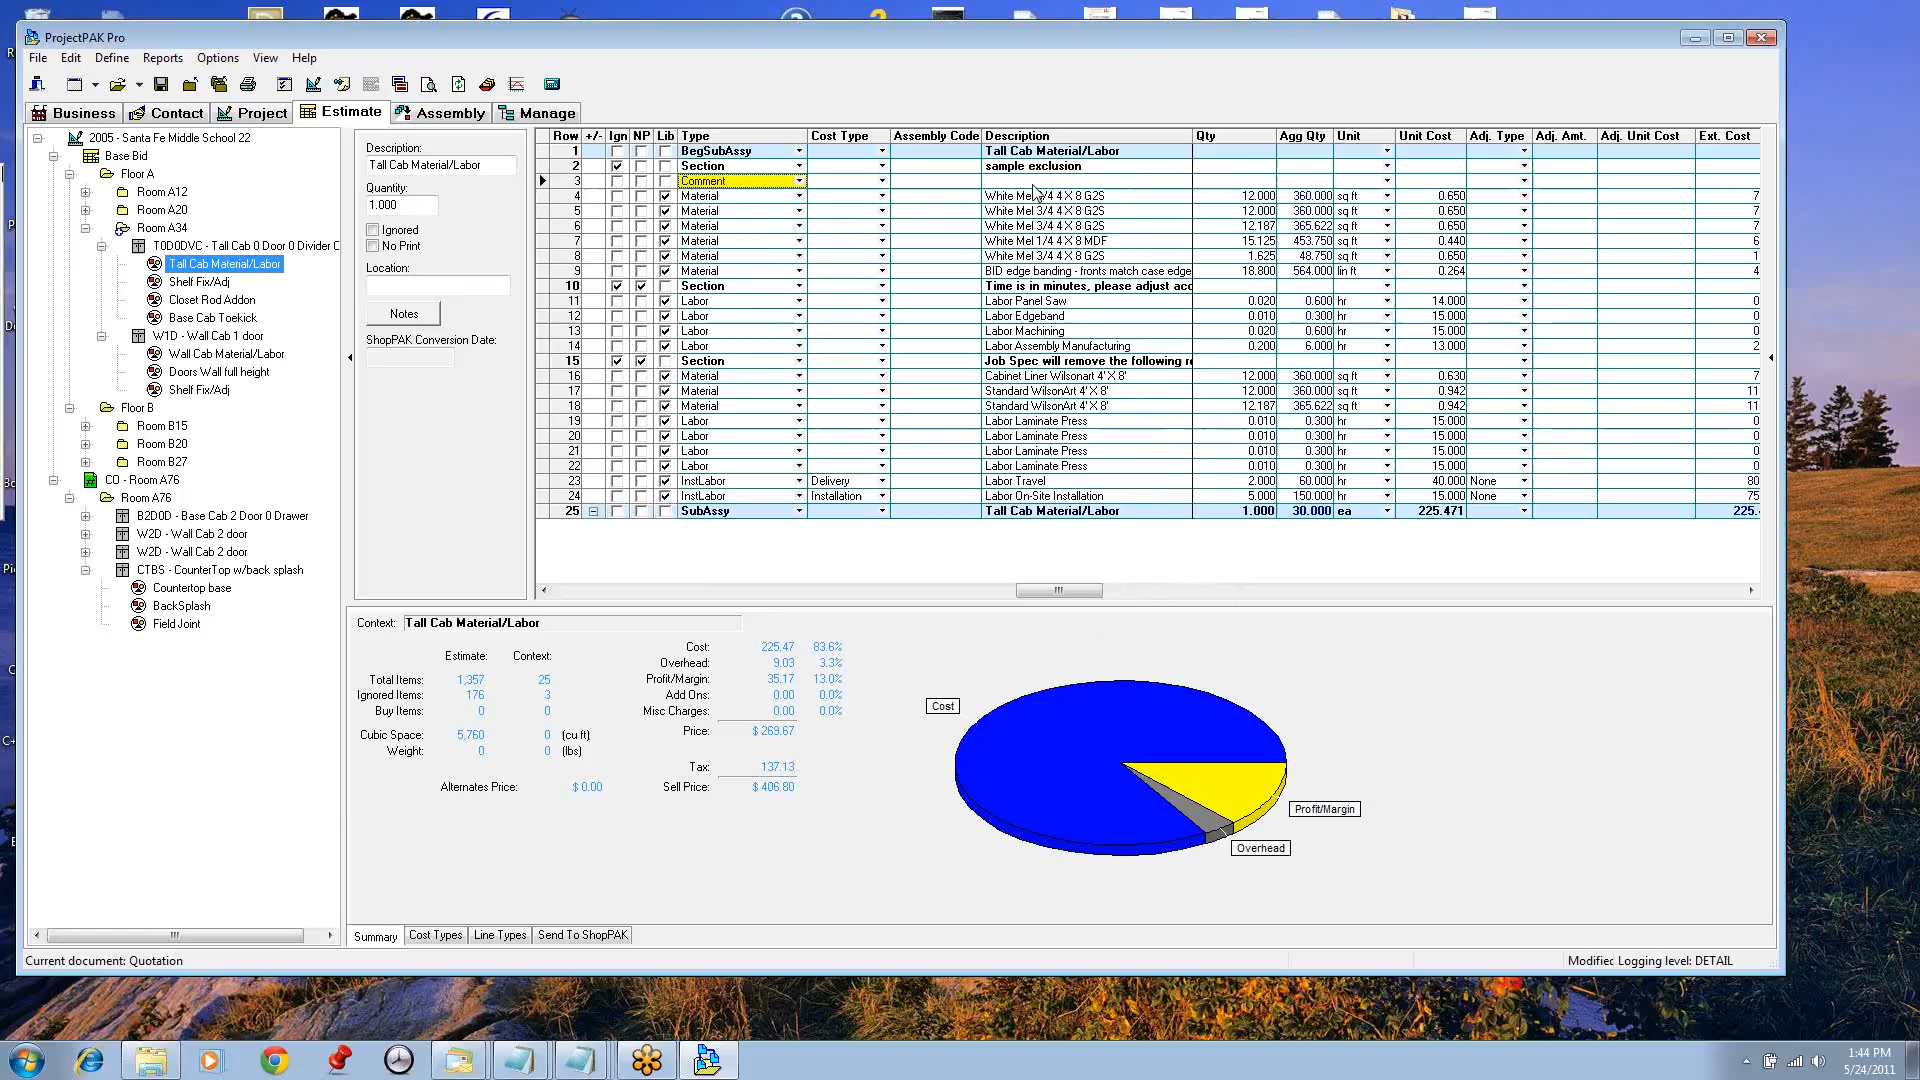 ProjectPAK Pro
File Edit Define Reports Options View Help
Business Contact Project Estimate Assembly Manage
2005 - Santa Fe Middle School 22
Base Bid
Floor A
Room A12
Room A20
Room A34
T0D0DVC - Tall Cab 0 Door 0 Divider C
Tall Cab Material/Labor
Shelf Fix/Adj
Closet Rod Addon
Base Cab Toekick
W1D - Wall Cab 1 door
Wall Cab Material/Labor
Doors Wall full height
Shelf Fix/Adj
Floor B
Room B15
Room B20
Room B27
CO - Room A76
Room A76
B2D0D - Base Cab 2 Door 0 Drawer
W2D - Wall Cab 2 door
W2D - Wall Cab 2 door
CTBS - CounterTop w/back splash
Countertop base
BackSplash
Field Joint
Description:
Tall Cab Material/Labor
Quantity:
1.000
Ignored
No Print
Location:
Notes
ShopPAK Conversion Date:
Row +/- Ign NP Lib Type Cost Type Assembly Code Description Qty Agg Qty Unit Unit Cost Adj. Type Adj. Amt. Adj. Unit Cost Ext. Cost
1 BegSubAssy Tall Cab Material/Labor
2 Section sample exclusion
3 Comment
4 Material White Mel 3/4 4 X 8 G2S 12.000 360.000 sq ft 0.650 7
5 Material White Mel 3/4 4 X 8 G2S 12.000 360.000 sq ft 0.650 7
6 Material White Mel 3/4 4 X 8 G2S 12.187 365.622 sq ft 0.650 7
7 Material White Mel 1/4 4 X 8 MDF 15.125 453.750 sq ft 0.440 6
8 Material White Mel 3/4 4 X 8 G2S 1.625 48.750 sq ft 0.650 1
9 Material BID edge banding - fronts match case edge 18.800 564.000 lin ft 0.264 4
10 Section Time is in minutes, please adjust acc
11 Labor Labor Panel Saw 0.020 0.600 hr 14.000 0
12 Labor Labor Edgeband 0.010 0.300 hr 15.000 0
13 Labor Labor Machining 0.020 0.600 hr 15.000 0
14 Labor Labor Assembly Manufacturing 0.200 6.000 hr 13.000 2
15 Section Job Spec will remove the following re
16 Material Cabinet Liner Wilsonart 4' X 8' 12.000 360.000 sq ft 0.630 7
17 Material Standard WilsonArt 4' X 8' 12.000 360.000 sq ft 0.942 11
18 Material Standard WilsonArt 4' X 8' 12.187 365.622 sq ft 0.942 11
19 Labor Labor Laminate Press 0.010 0.300 hr 15.000 0
20 Labor Labor Laminate Press 0.010 0.300 hr 15.000 0
21 Labor Labor Laminate Press 0.010 0.300 hr 15.000 0
22 Labor Labor Laminate Press 0.010 0.300 hr 15.000 0
23 InstLabor Delivery Labor Travel 2.000 60.000 hr 40.000 None 80
24 InstLabor Installation Labor On-Site Installation 5.000 150.000 hr 15.000 None 75
25 SubAssy Tall Cab Material/Labor 1.000 30.000 ea 225.471 225.
Context: Tall Cab Material/Labor
Estimate: Context:
Total Items: 1,357 25
Ignored Items: 176 3
Buy Items: 0 0
Cubic Space: 5,760 0 (cu ft)
Weight: 0 0 (lbs)
Alternates Price: $ 0.00
Cost: 225.47 83.6%
Overhead: 9.03 3.3%
Profit/Margin: 35.17 13.0%
Add Ons: 0.00 0.0%
Misc Charges: 0.00 0.0%
Price: $ 269.67
Tax: 137.13
Sell Price: $ 406.80
Cost
Profit/Margin
Overhead
Summary Cost Types Line Types Send To ShopPAK
Current document: Quotation
Modified Logging level: DETAIL
1:44 PM
5/24/2011